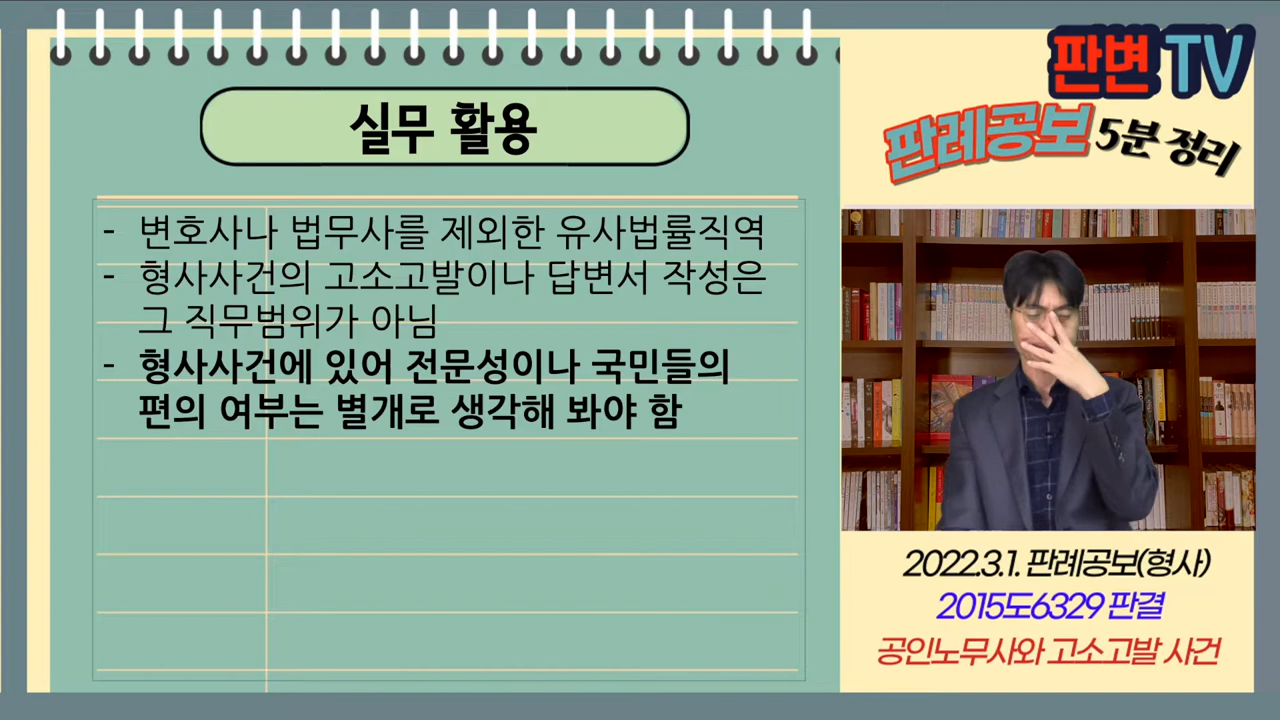 판변 TV
판례공보 5분 정리
실무 활용
- 변호사나 법무사를 제외한 유사법률직역
- 형사사건의 고소고발이나 답변서 작성은
그 직무범위가 아님
- 형사사건에 있어 전문성이나 국민들의
편의 여부는 별개로 생각해 봐야 함
2022.3.1. 판례공보(형사)
2015도6329 판결
공인노무사와 고소고발 사건